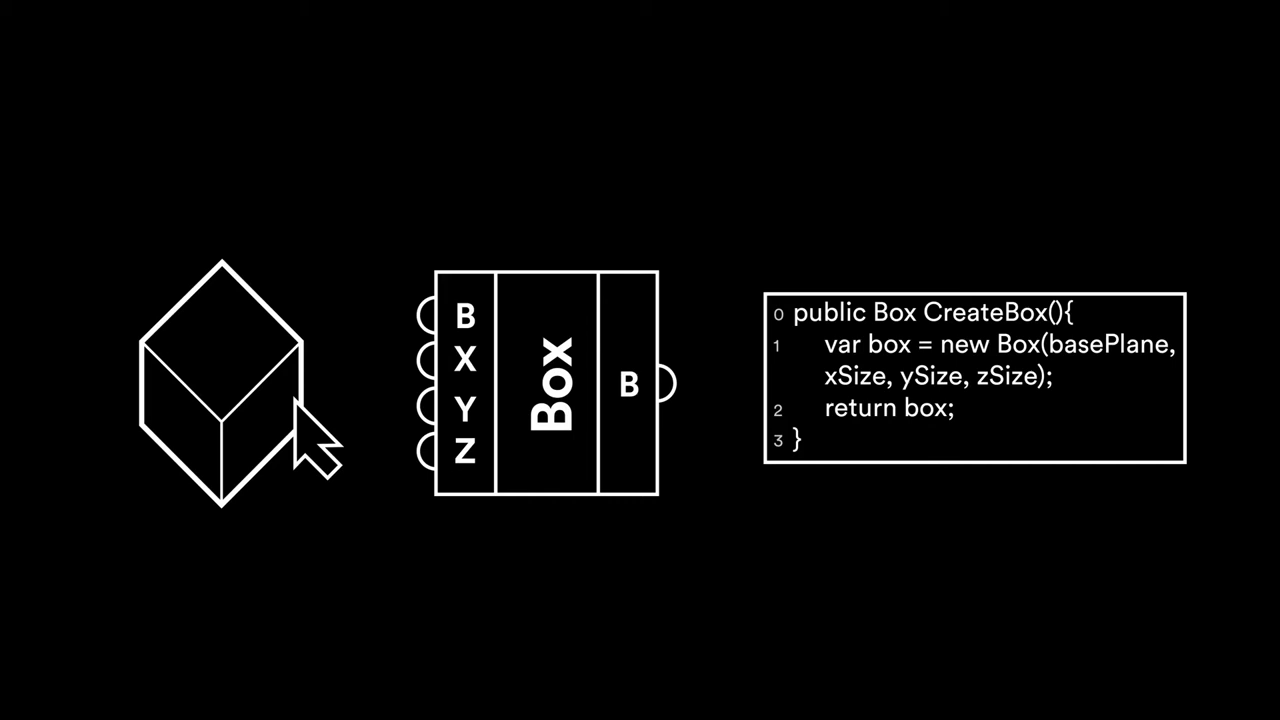 B
X
Y
Z
Box
B
0 public Box CreateBox(){
1 var box = new Box(basePlane,
xSize, ySize, zSize);
2 return box;
3 }